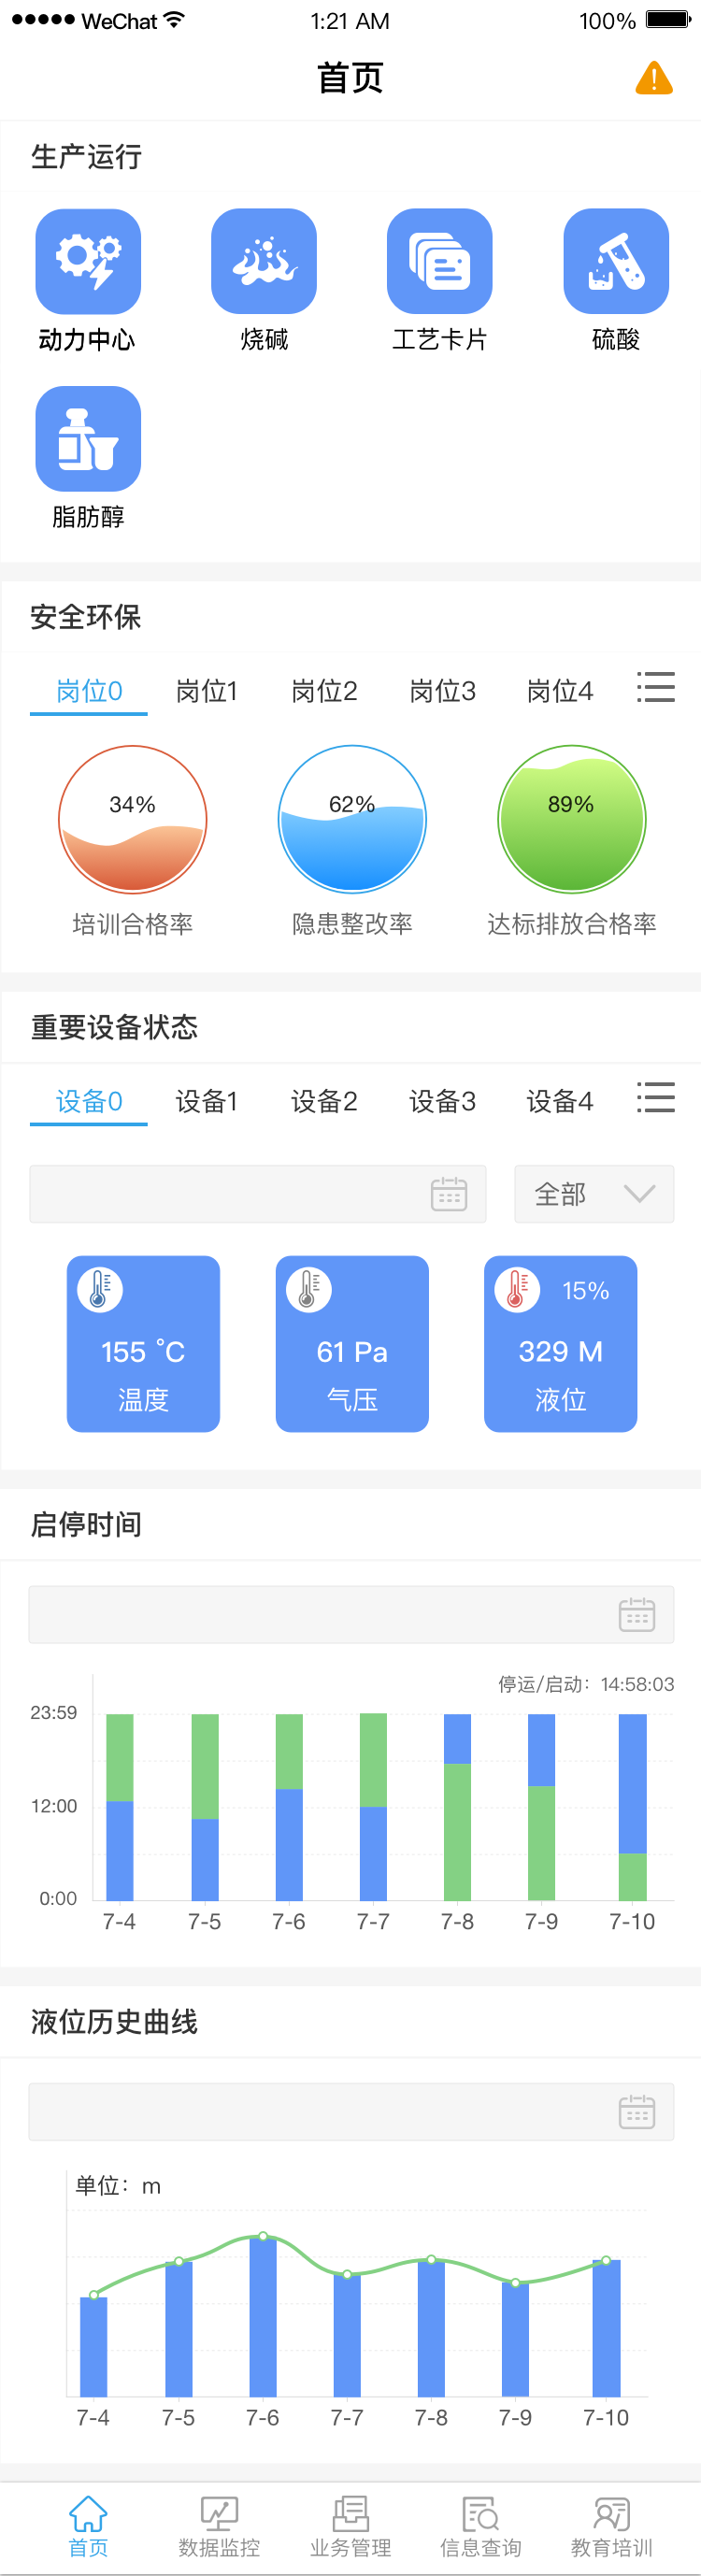 WeChat 1:21 AM 100%
首页
生产运行
动力中心 烧碱 工艺卡片 硫酸
脂肪醇
安全环保
岗位0 岗位1 岗位2 岗位3 岗位4
34% 62% 89%
培训合格率 隐患整改率 达标排放合格率
重要设备状态
设备0 设备1 设备2 设备3 设备4
全部
15%
155 °C 61 Pa 329 M
温度 气压 液位
启停时间
停运/启动：14:58:03
23:59
12:00
0:00
7-4 7-5 7-6 7-7 7-8 7-9 7-10
液位历史曲线
单位：m
7-4 7-5 7-6 7-7 7-8 7-9 7-10
首页 数据监控 业务管理 信息查询 教育培训